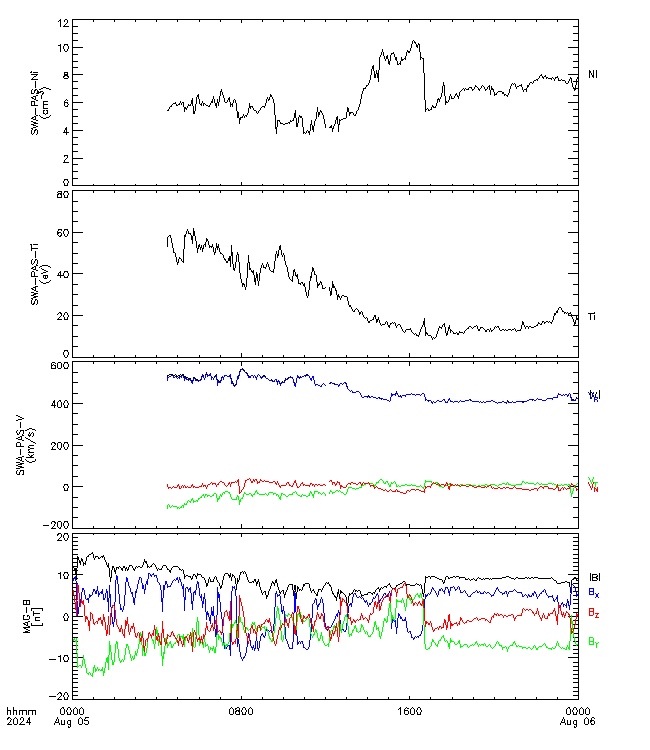 12
10
8
6
4
2
0
SWA-PAS-Ni
(cm⁻³)
Ni
80
60
40
20
0
SWA-PAS-Ti
(eV)
Ti
600
400
200
0
-200
SWA-PAS-V
(km/s)
|V|
V_N
20
10
0
-10
-20
MAG-B
[nT]
|B|
Bx
Bz
By
hhmm 0000 0800 1600 0000
2024 Aug 05 Aug 06